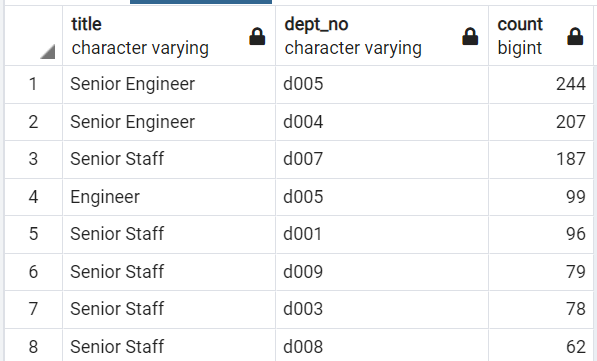 title dept_no count
character varying character varying bigint
1 Senior Engineer d005 244
2 Senior Engineer d004 207
3 Senior Staff d007 187
4 Engineer d005 99
5 Senior Staff d001 96
6 Senior Staff d009 79
7 Senior Staff d003 78
8 Senior Staff d008 62